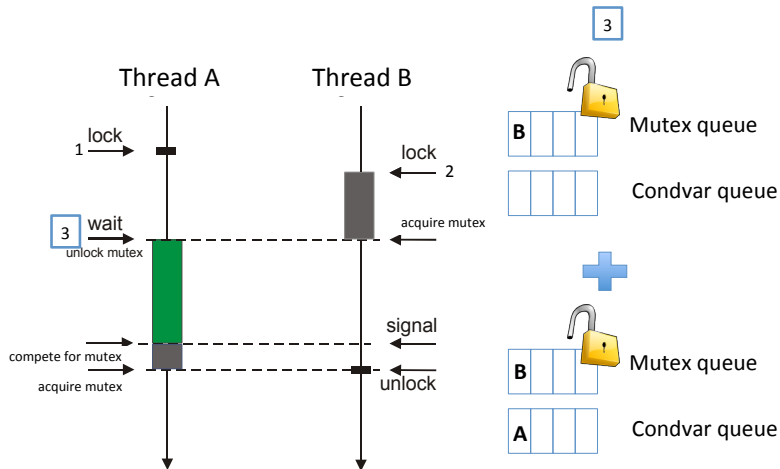 3
Thread A
Thread B
lock
1
lock
2
B
Mutex queue
Condvar queue
3
wait
unlock mutex
acquire mutex
signal
compete for mutex
acquire mutex
unlock
B
Mutex queue
A
Condvar queue